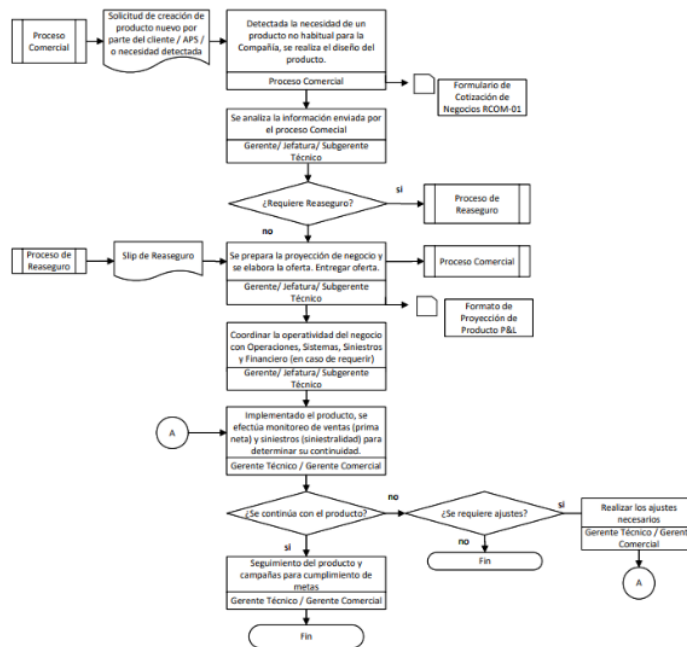 Proceso
Comercial
Solicitud de creación de
producto nuevo por
parte del cliente / APS /
o necesidad detectada
Detectada la necesidad de un
producto no habitual para la
Compañía, se realiza el diseño del
producto.
Proceso Comercial
Formulario de
Cotización de
Negocios RCOM-01
Se analiza la información enviada por
el proceso Comecial
Gerente/ Jefatura/ Subgerente
Técnico
¿Requiere Reaseguro?
si
Proceso de
Reaseguro
no
Proceso de
Reaseguro
Slip de Reaseguro
Se prepara la proyección de negocio y
se elabora la oferta. Entregar oferta.
Gerente/ Jefatura/ Subgerente
Técnico
Proceso Comercial
Formato de
Proyección de
Producto P&L
Coordinar la operatividad del negocio
con Operaciones, Sistemas, Siniestros
y Financiero (en caso de requerir)
Gerente/ Jefatura/ Subgerente
Técnico
A
Implementado el producto, se
efectúa monitoreo de ventas (prima
neta) y siniestros (siniestralidad) para
determinar su continuidad.
Gerente Técnico / Gerente Comercial
¿Se continúa con el producto?
no
¿Se requiere ajustes?
si
Realizar los ajustes
necesarios
Gerente Técnico / Gerente
Comercial
A
no
Fin
si
Seguimiento del producto y
campañas para cumplimiento de
metas
Gerente Técnico / Gerente Comercial
Fin